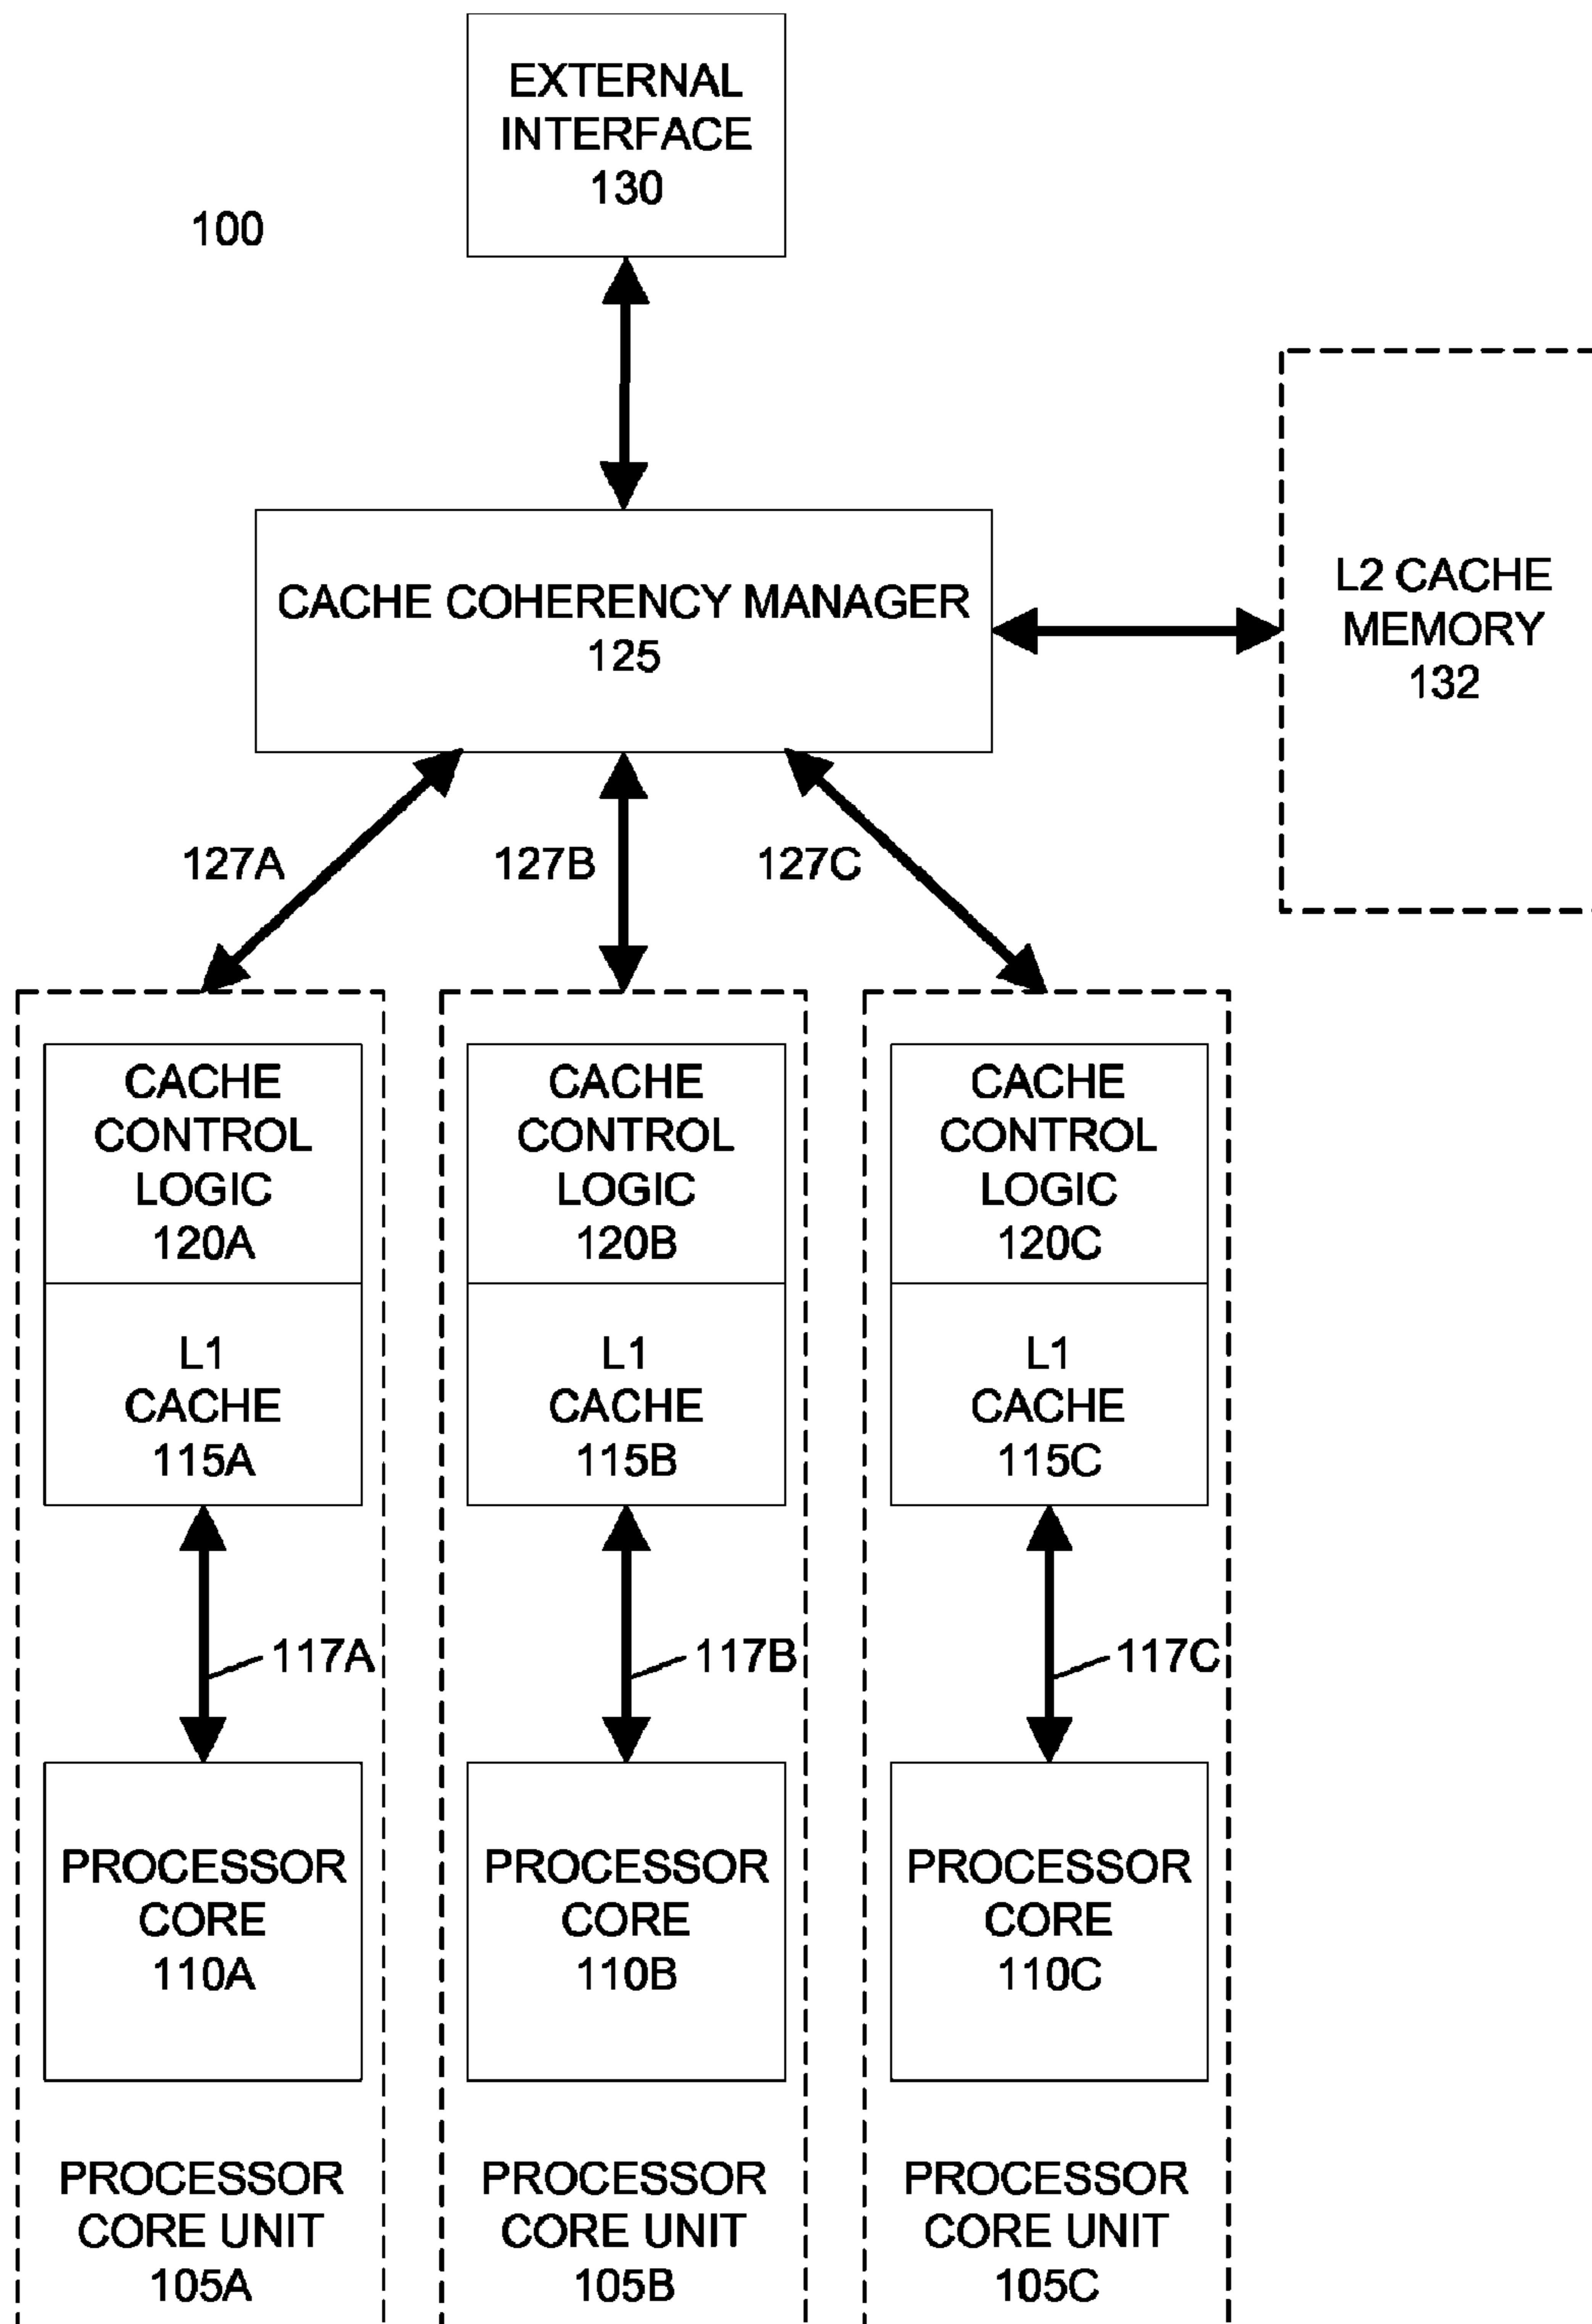 EXTERNAL
INTERFACE
130
100
CACHE COHERENCY MANAGER
125
L2 CACHE
MEMORY
132
127A
127B
127C
CACHE
CONTROL
LOGIC
120A
L1
CACHE
115A
117A
PROCESSOR
CORE
110A
PROCESSOR
CORE UNIT
105A
CACHE
CONTROL
LOGIC
120B
L1
CACHE
115B
117B
PROCESSOR
CORE
110B
PROCESSOR
CORE UNIT
105B
CACHE
CONTROL
LOGIC
120C
L1
CACHE
115C
117C
PROCESSOR
CORE
110C
PROCESSOR
CORE UNIT
105C